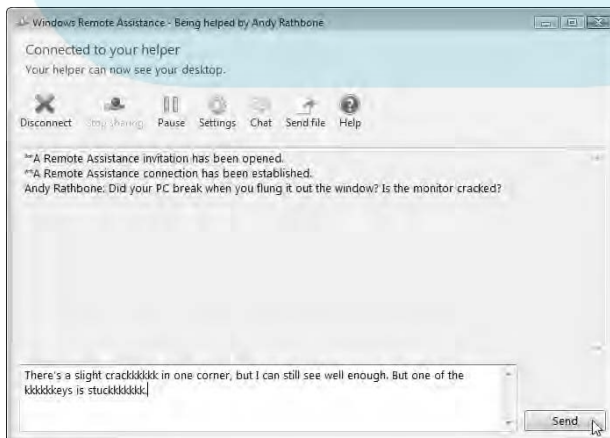 Windows Remote Assistance - Being helped by Andy Rathbone
Connected to your helper
Your helper can now see your desktop.
Disconnect Stop sharing Pause Settings Chat Send file Help
**A Remote Assistance invitation has been opened.
**A Remote Assistance connection has been established.
Andy Rathbone: Did your PC break when you flung it out the window? Is the monitor cracked?
There's a slight crackkkkkk in one corner, but I can still see well enough. But one of the
kkkkkkeys is stuckkkkkkk.
Send